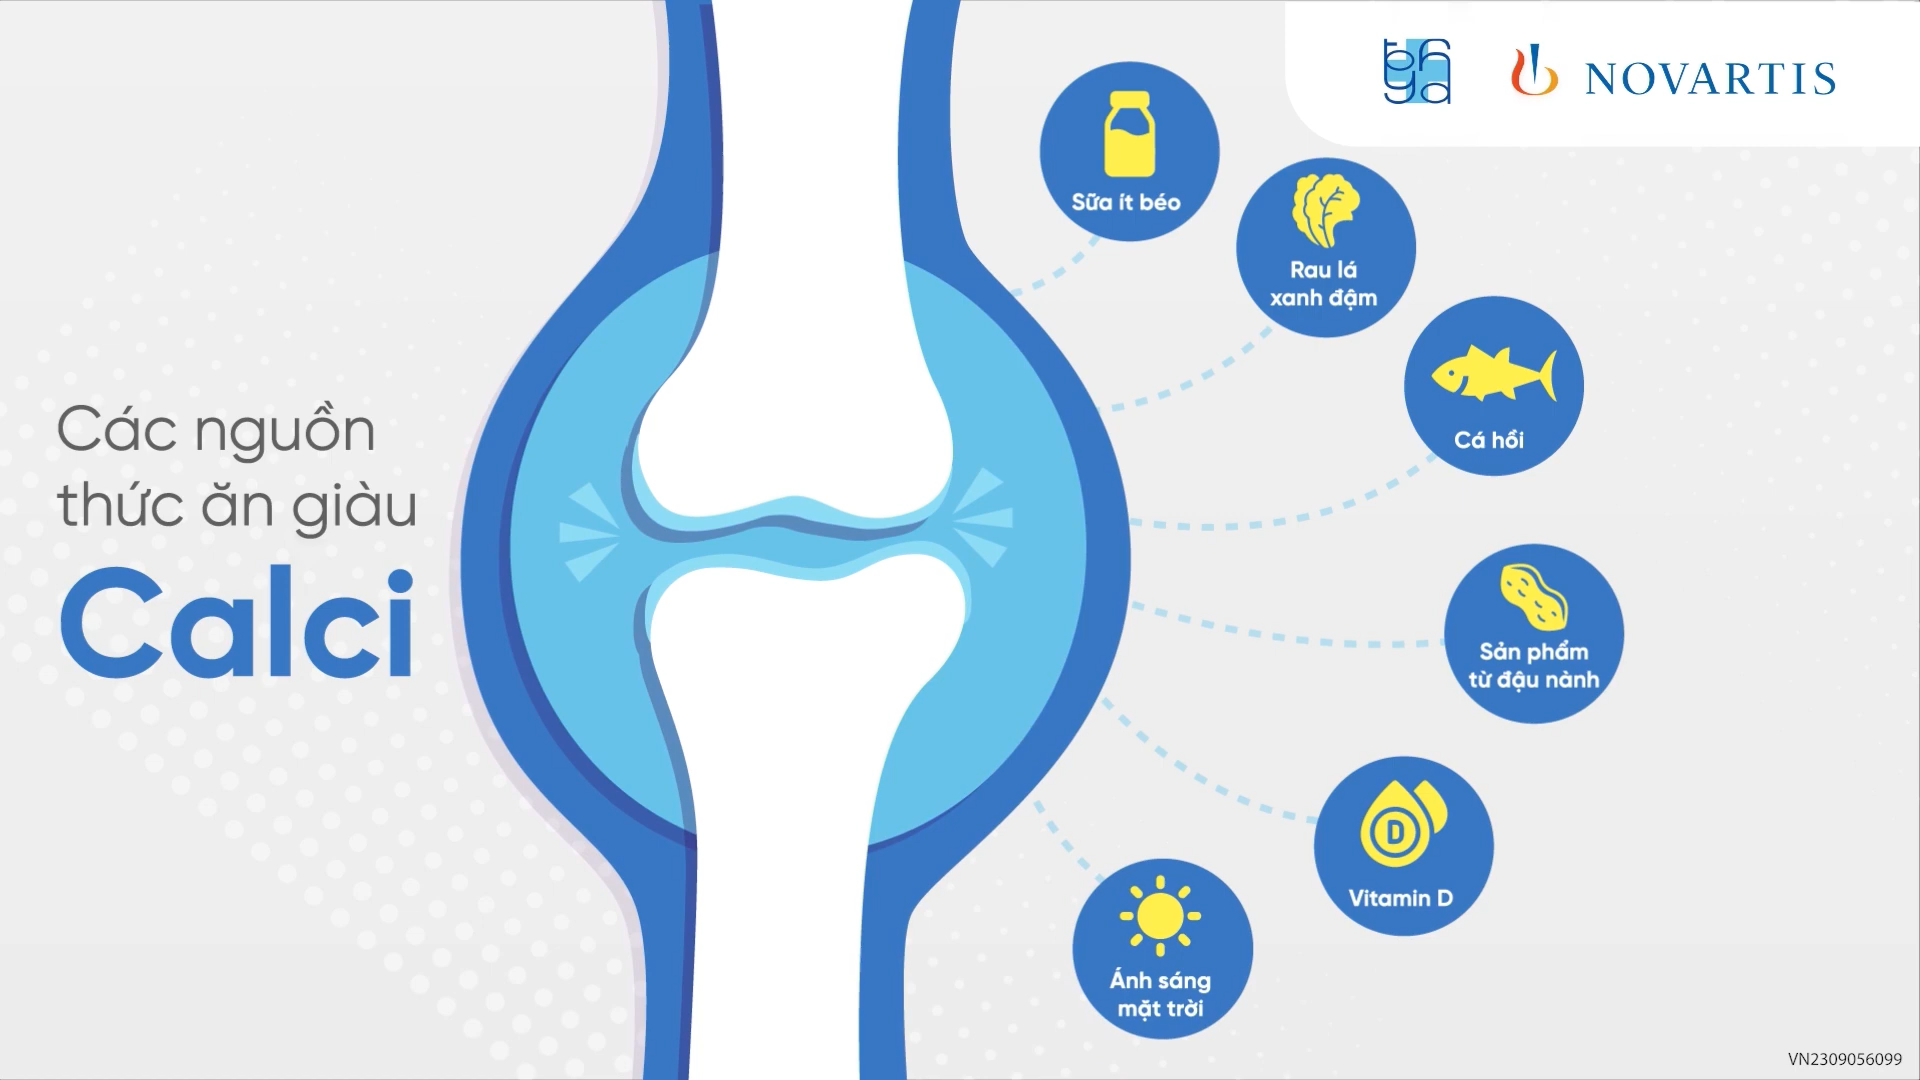 NOVARTIS
Các nguồn
thức ăn giàu
Calci
Sữa ít béo
Rau lá
xanh đậm
Cá hồi
Sản phẩm
từ đậu nành
D
Vitamin D
Ánh sáng
mặt trời
VN2309056099